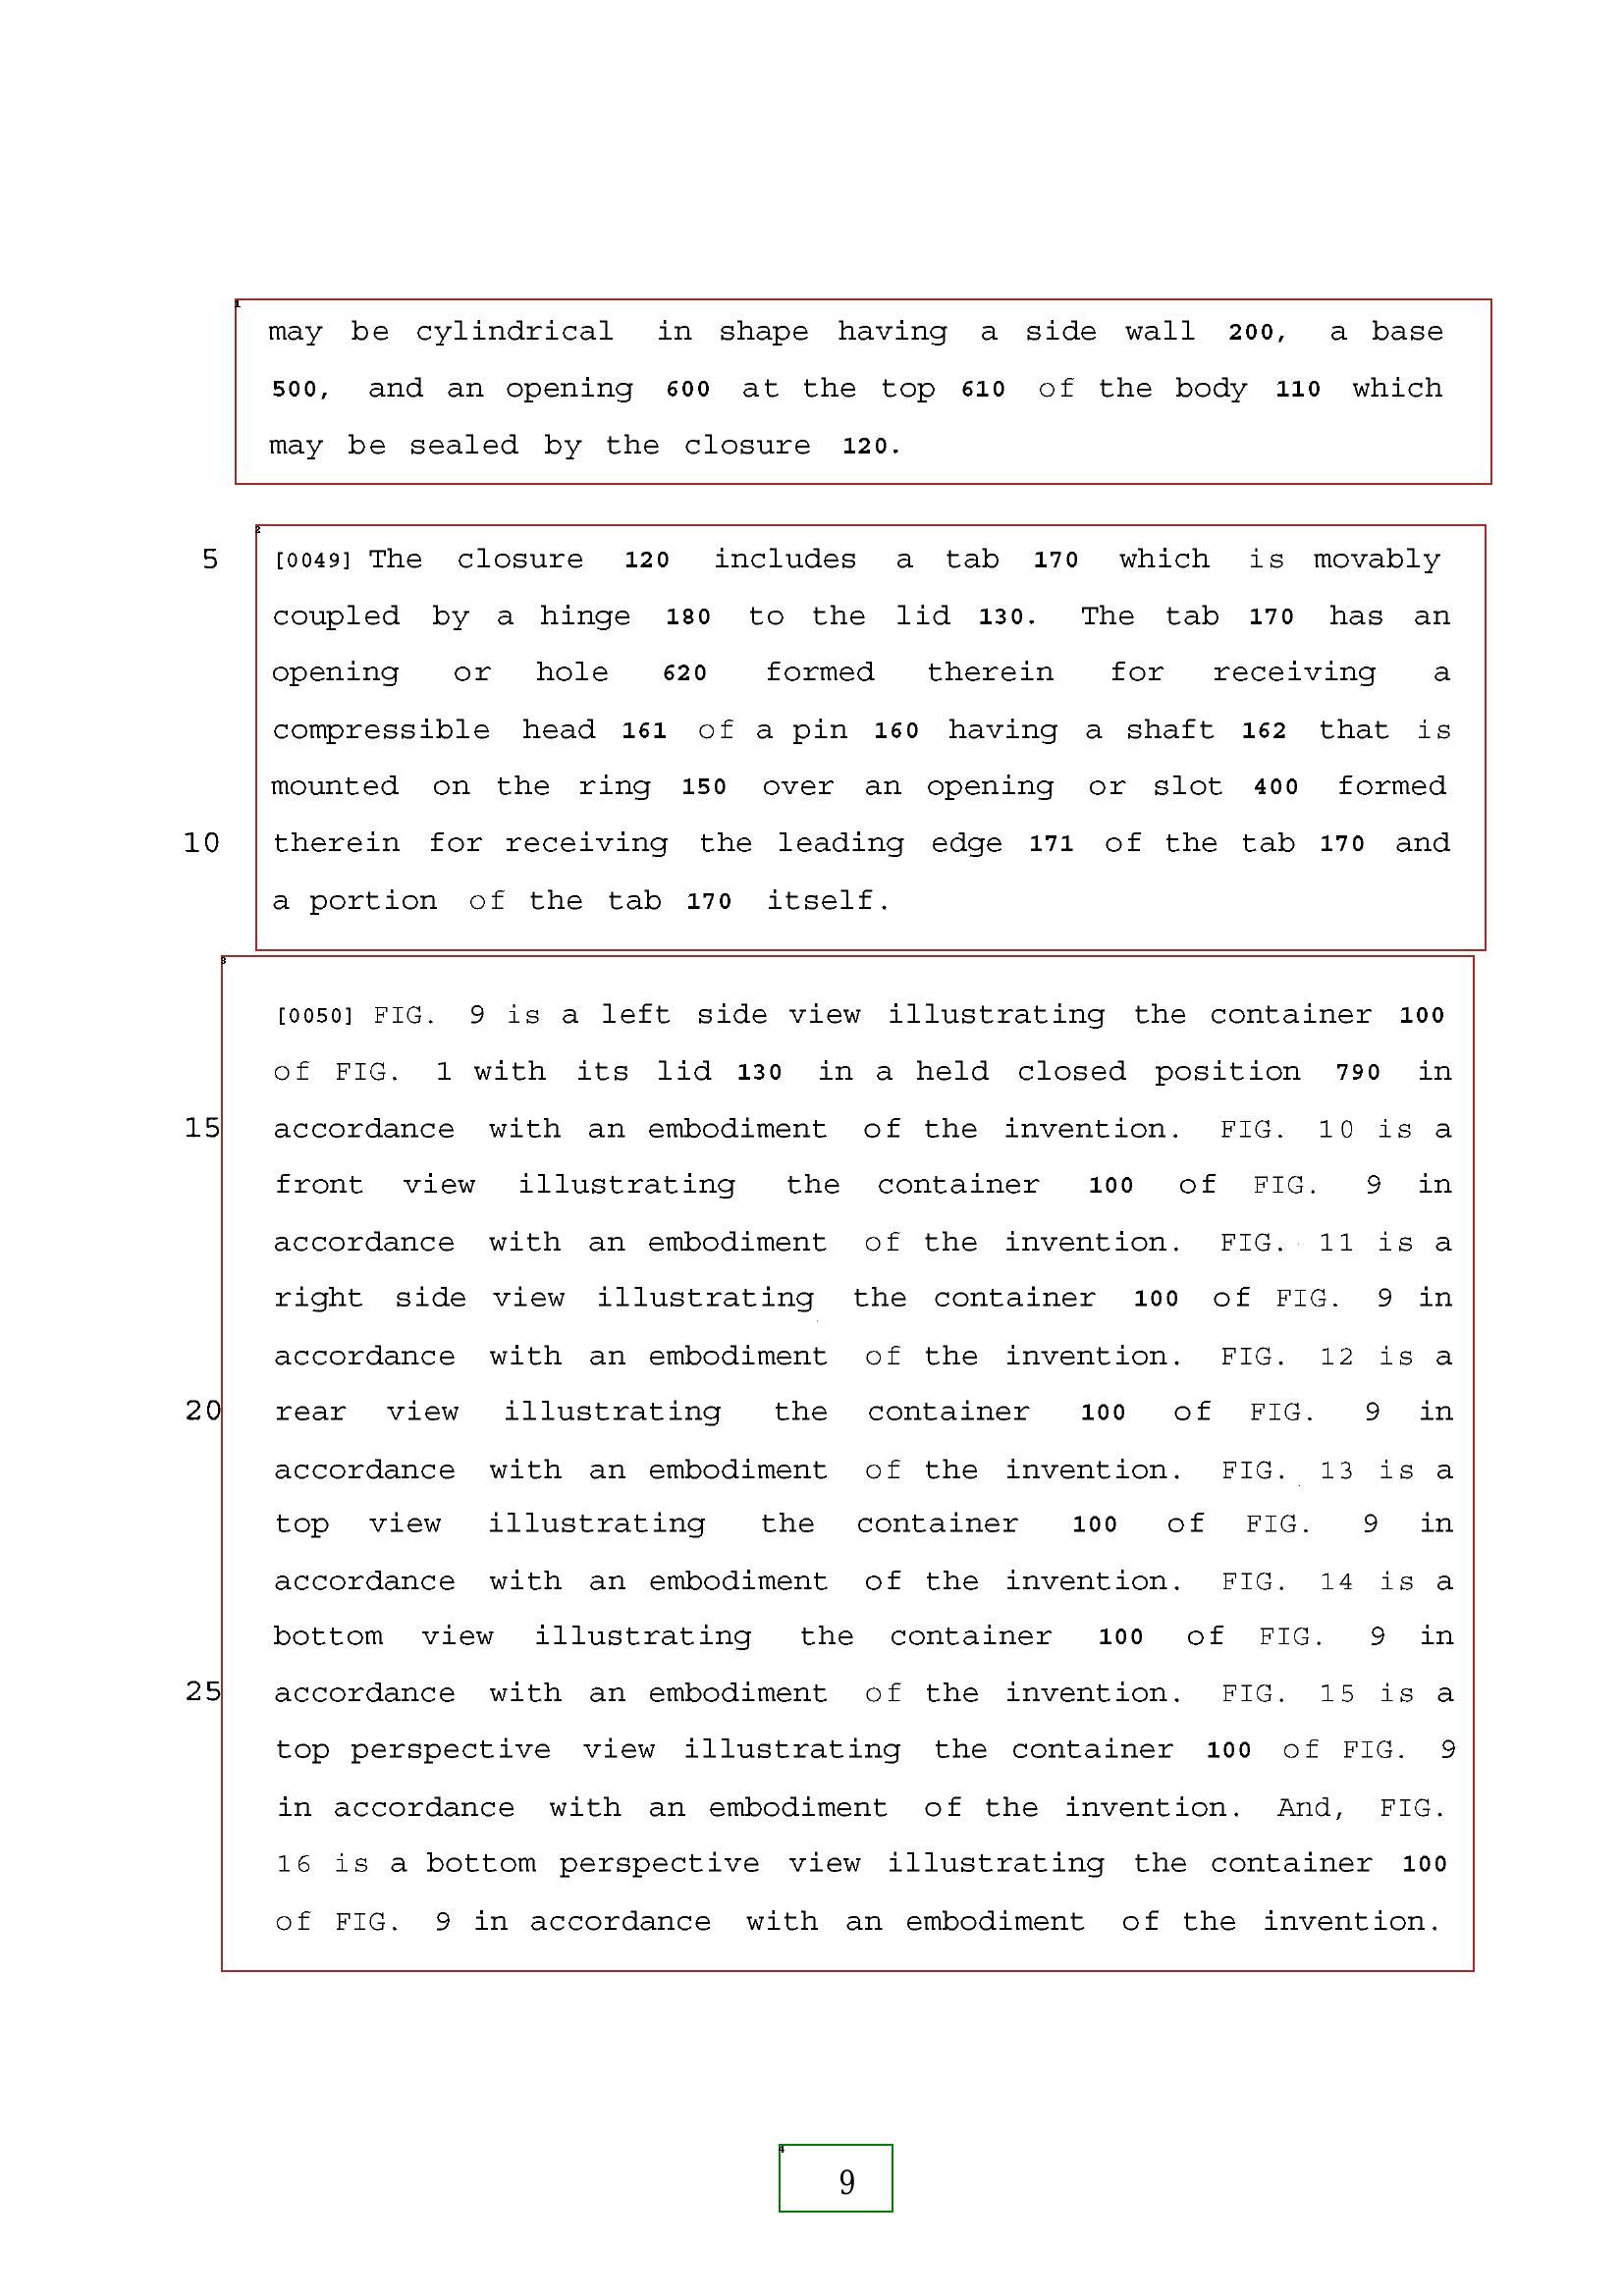 may be cylindrical in shape having a side wall 200, a base
500, and an opening 600 at the top 610 of the body 110 which
may be sealed by the closure 120.
5 [0049] The closure 120 includes a tab 170 which is movably
coupled by a hinge 180 to the lid 130. The tab 170 has an
opening or hole 620 formed therein for receiving a
compressible head 161 of a pin 160 having a shaft 162 that is
mounted on the ring 150 over an opening or slot 400 formed
10 therein for receiving the leading edge 171 of the tab 170 and
a portion of the tab 170 itself.
[0050] FIG. 9 is a left side view illustrating the container 100
of FIG. 1 with its lid 130 in a held closed position 790 in
15 accordance with an embodiment of the invention. FIG. 10 is a
front view illustrating the container 100 of FIG. 9 in
accordance with an embodiment of the invention. FIG. 11 is a
right side view illustrating the container 100 of FIG. 9 in
accordance with an embodiment of the invention. FIG. 12 is a
20 rear view illustrating the container 100 of FIG. 9 in
accordance with an embodiment of the invention. FIG. 13 is a
top view illustrating the container 100 of FIG. 9 in
accordance with an embodiment of the invention. FIG. 14 is a
bottom view illustrating the container 100 of FIG. 9 in
25 accordance with an embodiment of the invention. FIG. 15 is a
top perspective view illustrating the container 100 of FIG. 9
in accordance with an embodiment of the invention. And, FIG.
16 is a bottom perspective view illustrating the container 100
of FIG. 9 in accordance with an embodiment of the invention.
9